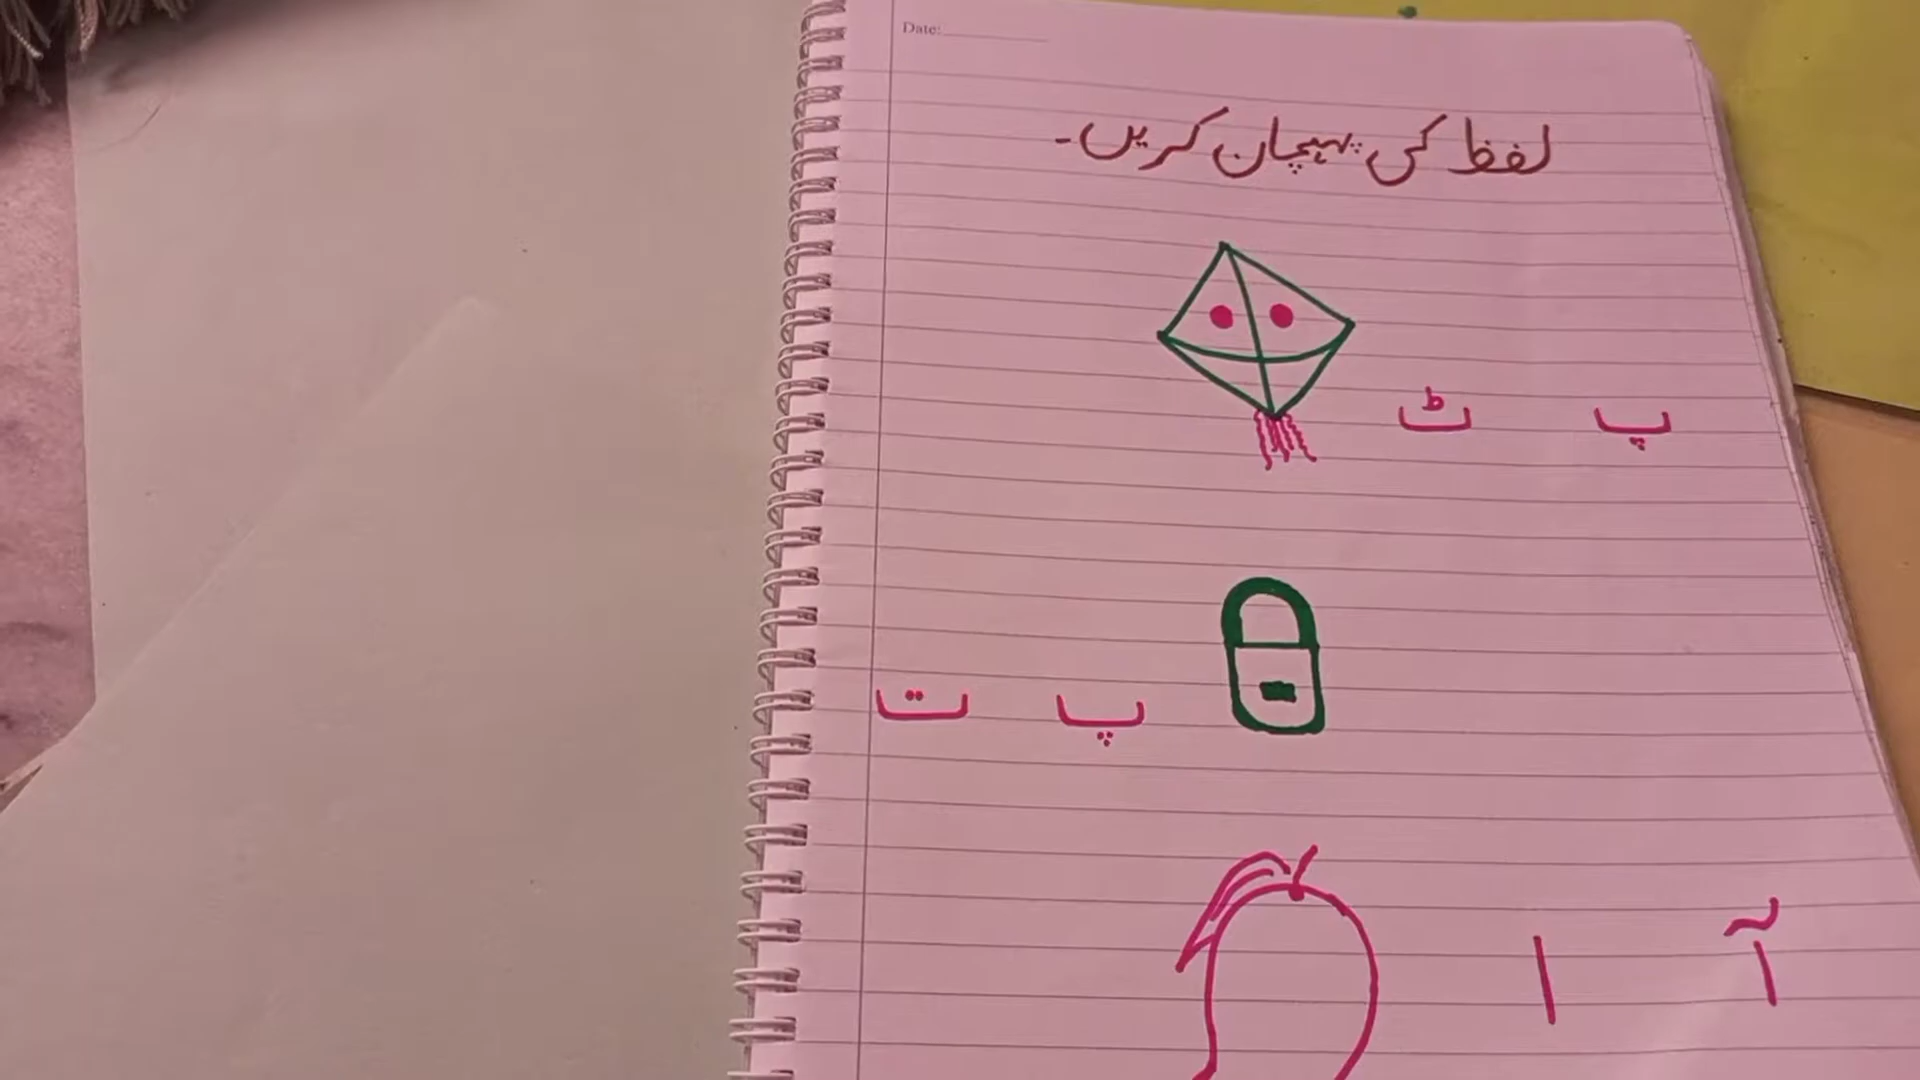 Date:
لفظ کی پہچان کریں۔
پ ٹ
پ ت
آ ا